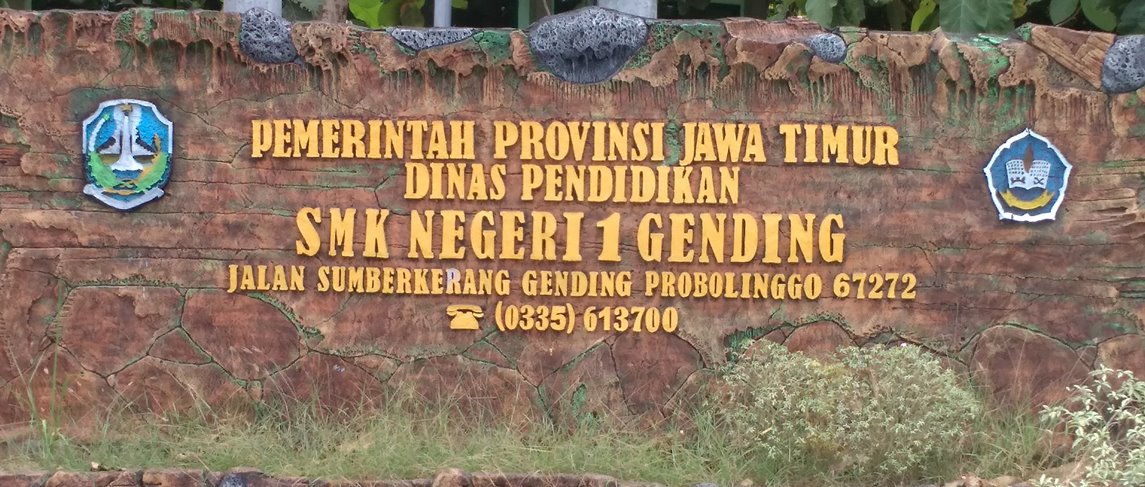 PEMERINTAH PROVINSI JAWA TIMUR
DINAS PENDIDIKAN
SMK NEGERI 1 GENDING
JALAN SUMBERKERANG GENDING PROBOLINGGO 67272
☎ (0335) 613700